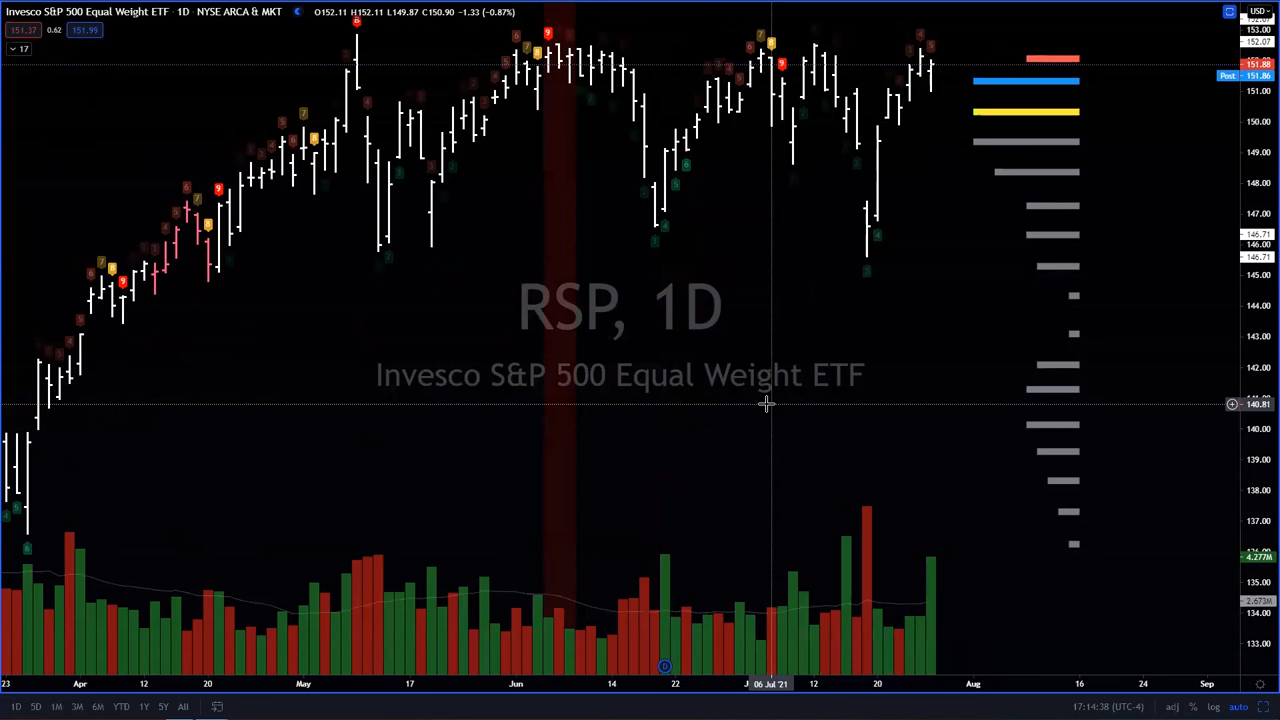 Invesco S&P 500 Equal Weight ETF · 1D · NYSE ARCA & MKT O152.11 H152.11 L149.87 C150.90 −1.33 (−0.87%)
USD
151.37 0.62 151.99
17
153.00
152.07
151.88
Post 151.86
151.00
150.00
149.00
148.00
147.00
146.71
146.00
146.71
145.00
144.00
143.00
142.00
140.81
140.00
139.00
138.00
137.00
4.277M
135.00
2.673M
134.00
133.00
RSP, 1D
Invesco S&P 500 Equal Weight ETF
D
23 Apr 12 20 May 17 Jun 14 22 06 Jul '21 12 20 Aug 16 24 Sep
1D 5D 1M 3M 6M YTD 1Y 5Y All 17:14:38 (UTC-4) adj % log auto